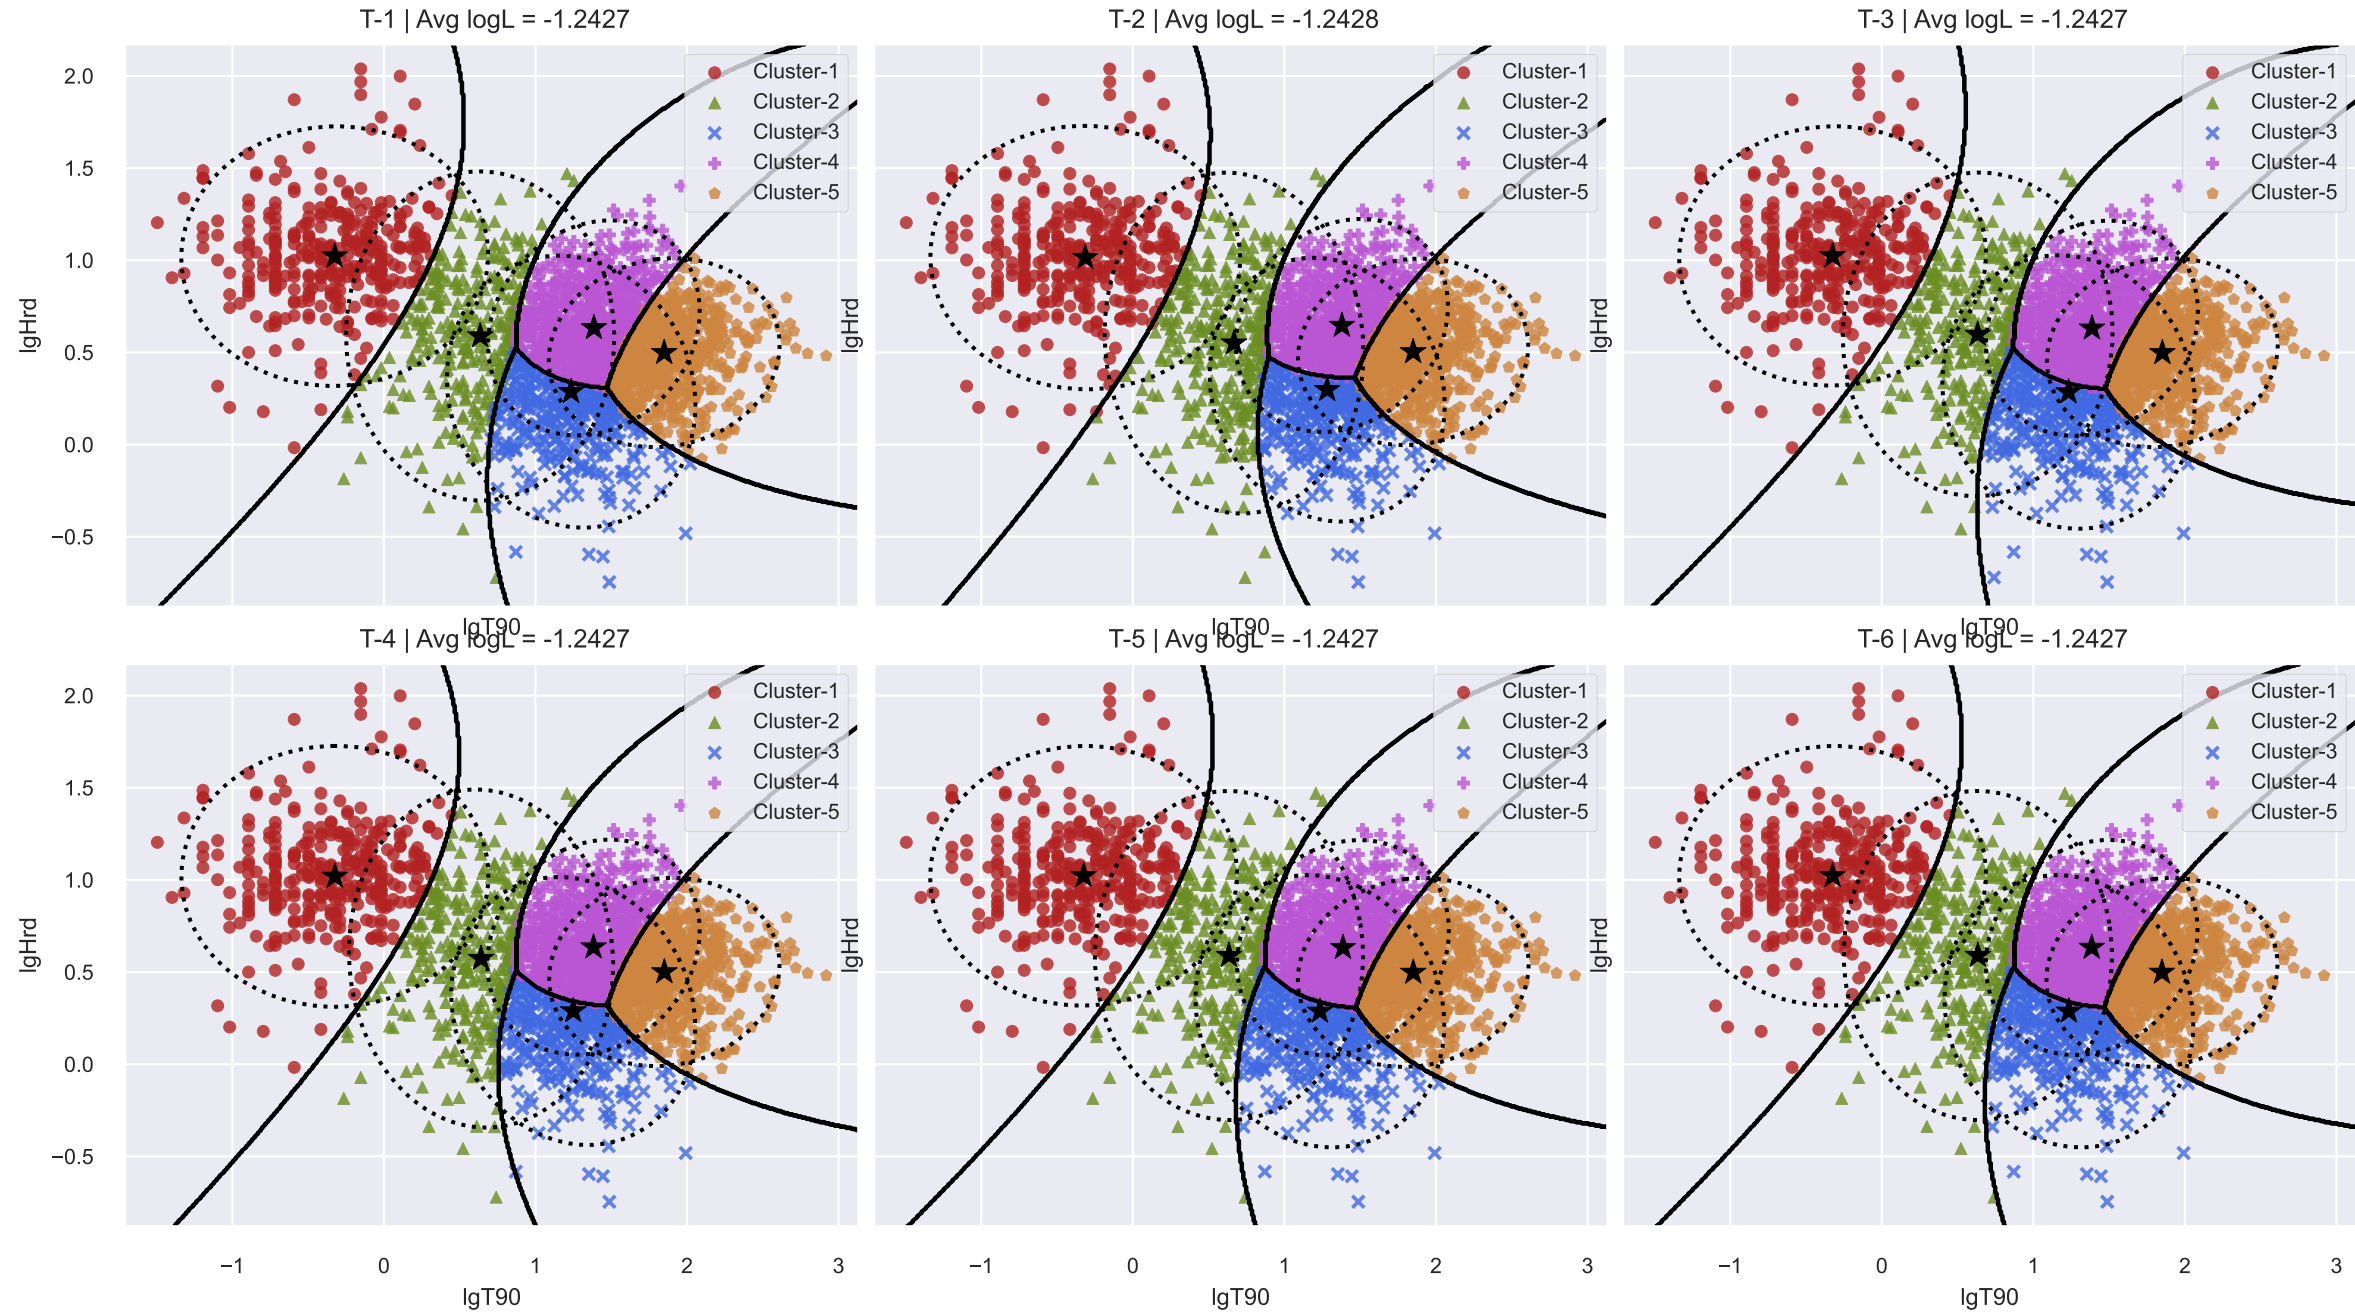 T-1 | Avg logL = -1.2427
T-2 | Avg logL = -1.2428
T-3 | Avg logL = -1.2427
lgHrd
2.0
1.5
1.0
0.5
0.0
−0.5
Cluster-1
Cluster-2
Cluster-3
Cluster-4
Cluster-5
lgHrd
Cluster-1
Cluster-2
Cluster-3
Cluster-4
Cluster-5
lgHrd
Cluster-1
Cluster-2
Cluster-3
Cluster-4
Cluster-5
lgT90
lgT90
lgT90
T-4 | Avg logL = -1.2427
T-5 | Avg logL = -1.2427
T-6 | Avg logL = -1.2427
lgHrd
2.0
1.5
1.0
0.5
0.0
−0.5
Cluster-1
Cluster-2
Cluster-3
Cluster-4
Cluster-5
lgHrd
Cluster-1
Cluster-2
Cluster-3
Cluster-4
Cluster-5
lgHrd
Cluster-1
Cluster-2
Cluster-3
Cluster-4
Cluster-5
−1 0 1 2 3
−1 0 1 2 3
−1 0 1 2 3
lgT90
lgT90
lgT90